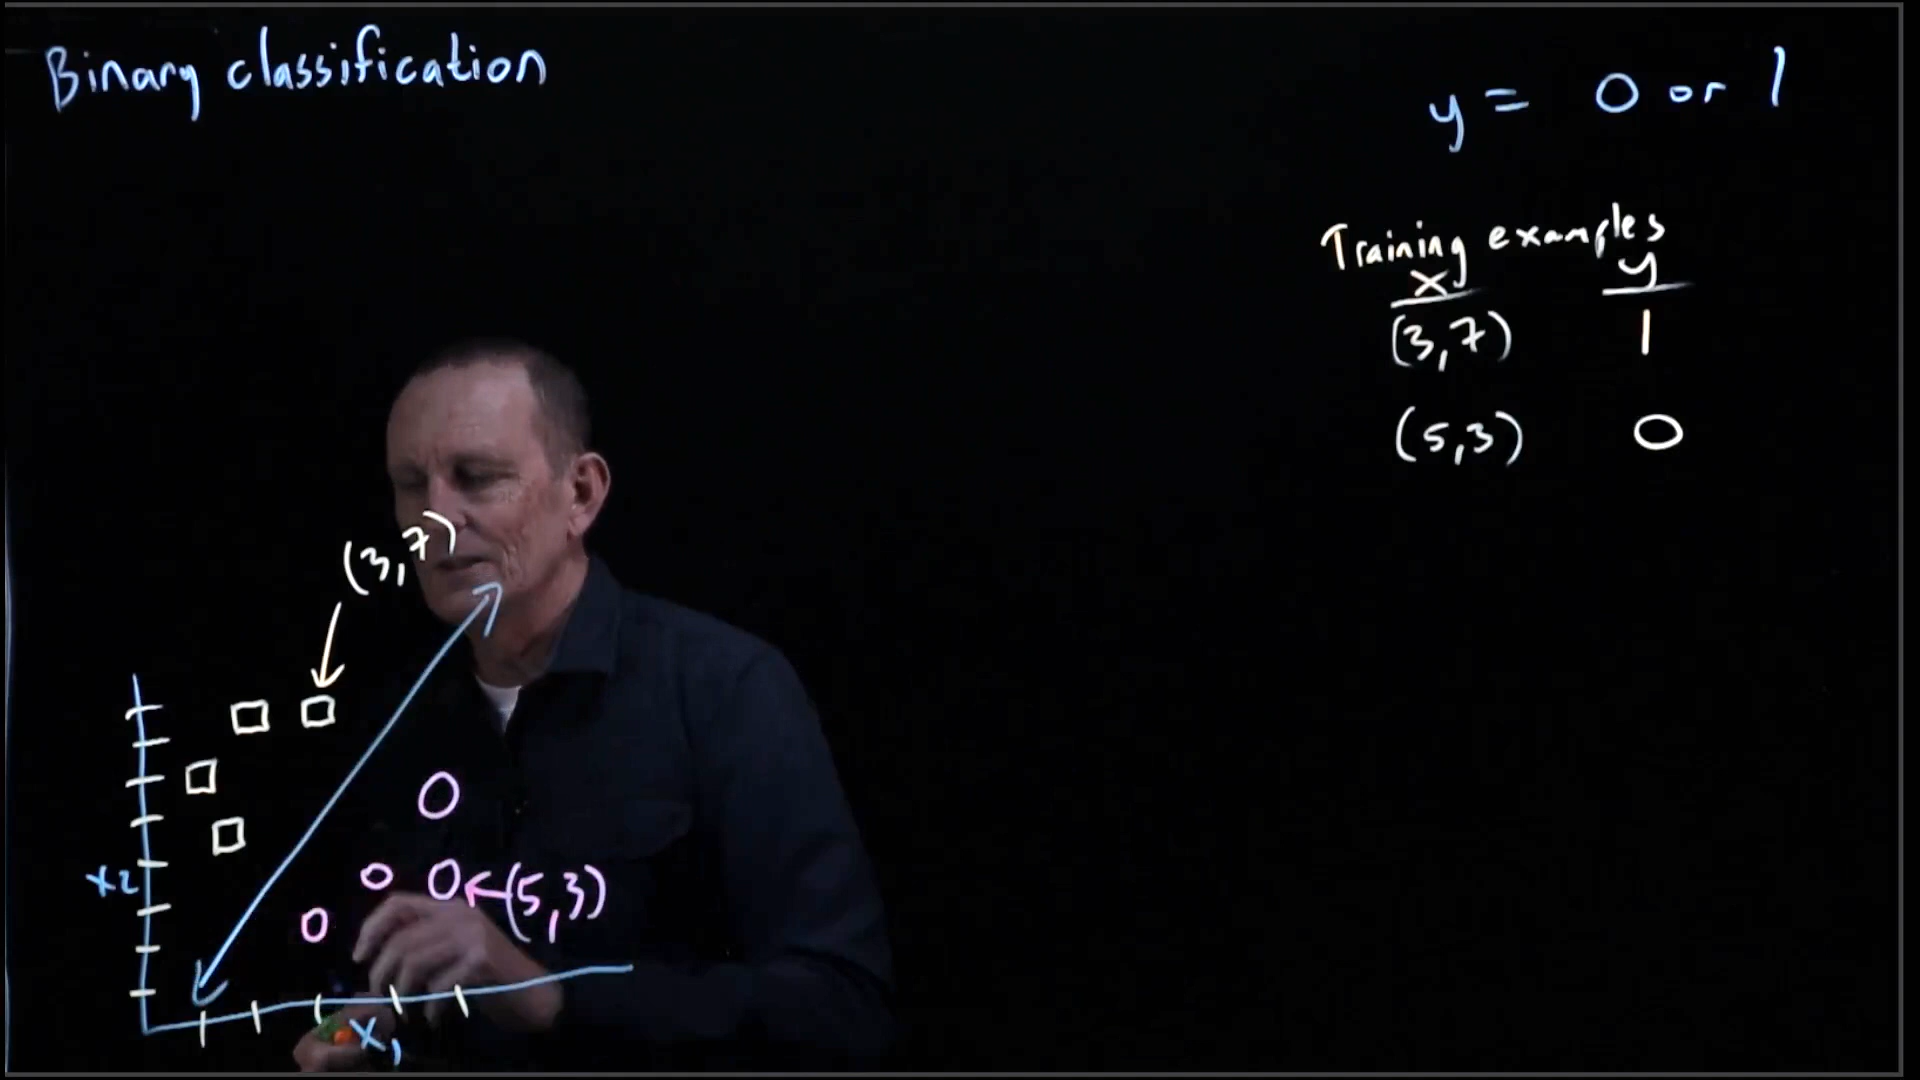 Binary classification
y = 0 or 1
Training examples
x y
(3,7) 1
(5,3) 0
(3,7)
(5,3)
x2
x1